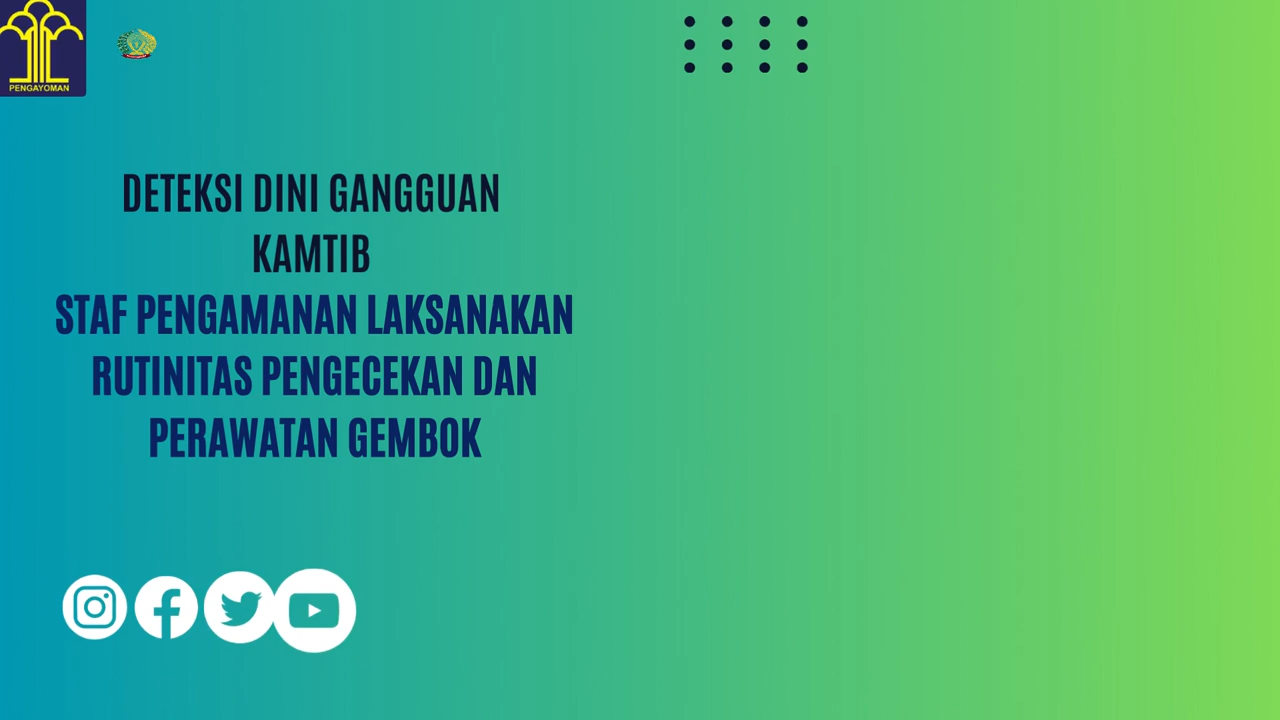 PENGAYOMAN
DETEKSI DINI GANGGUAN
KAMTIB
STAF PENGAMANAN LAKSANAKAN
RUTINITAS PENGECEKAN DAN
PERAWATAN GEMBOK